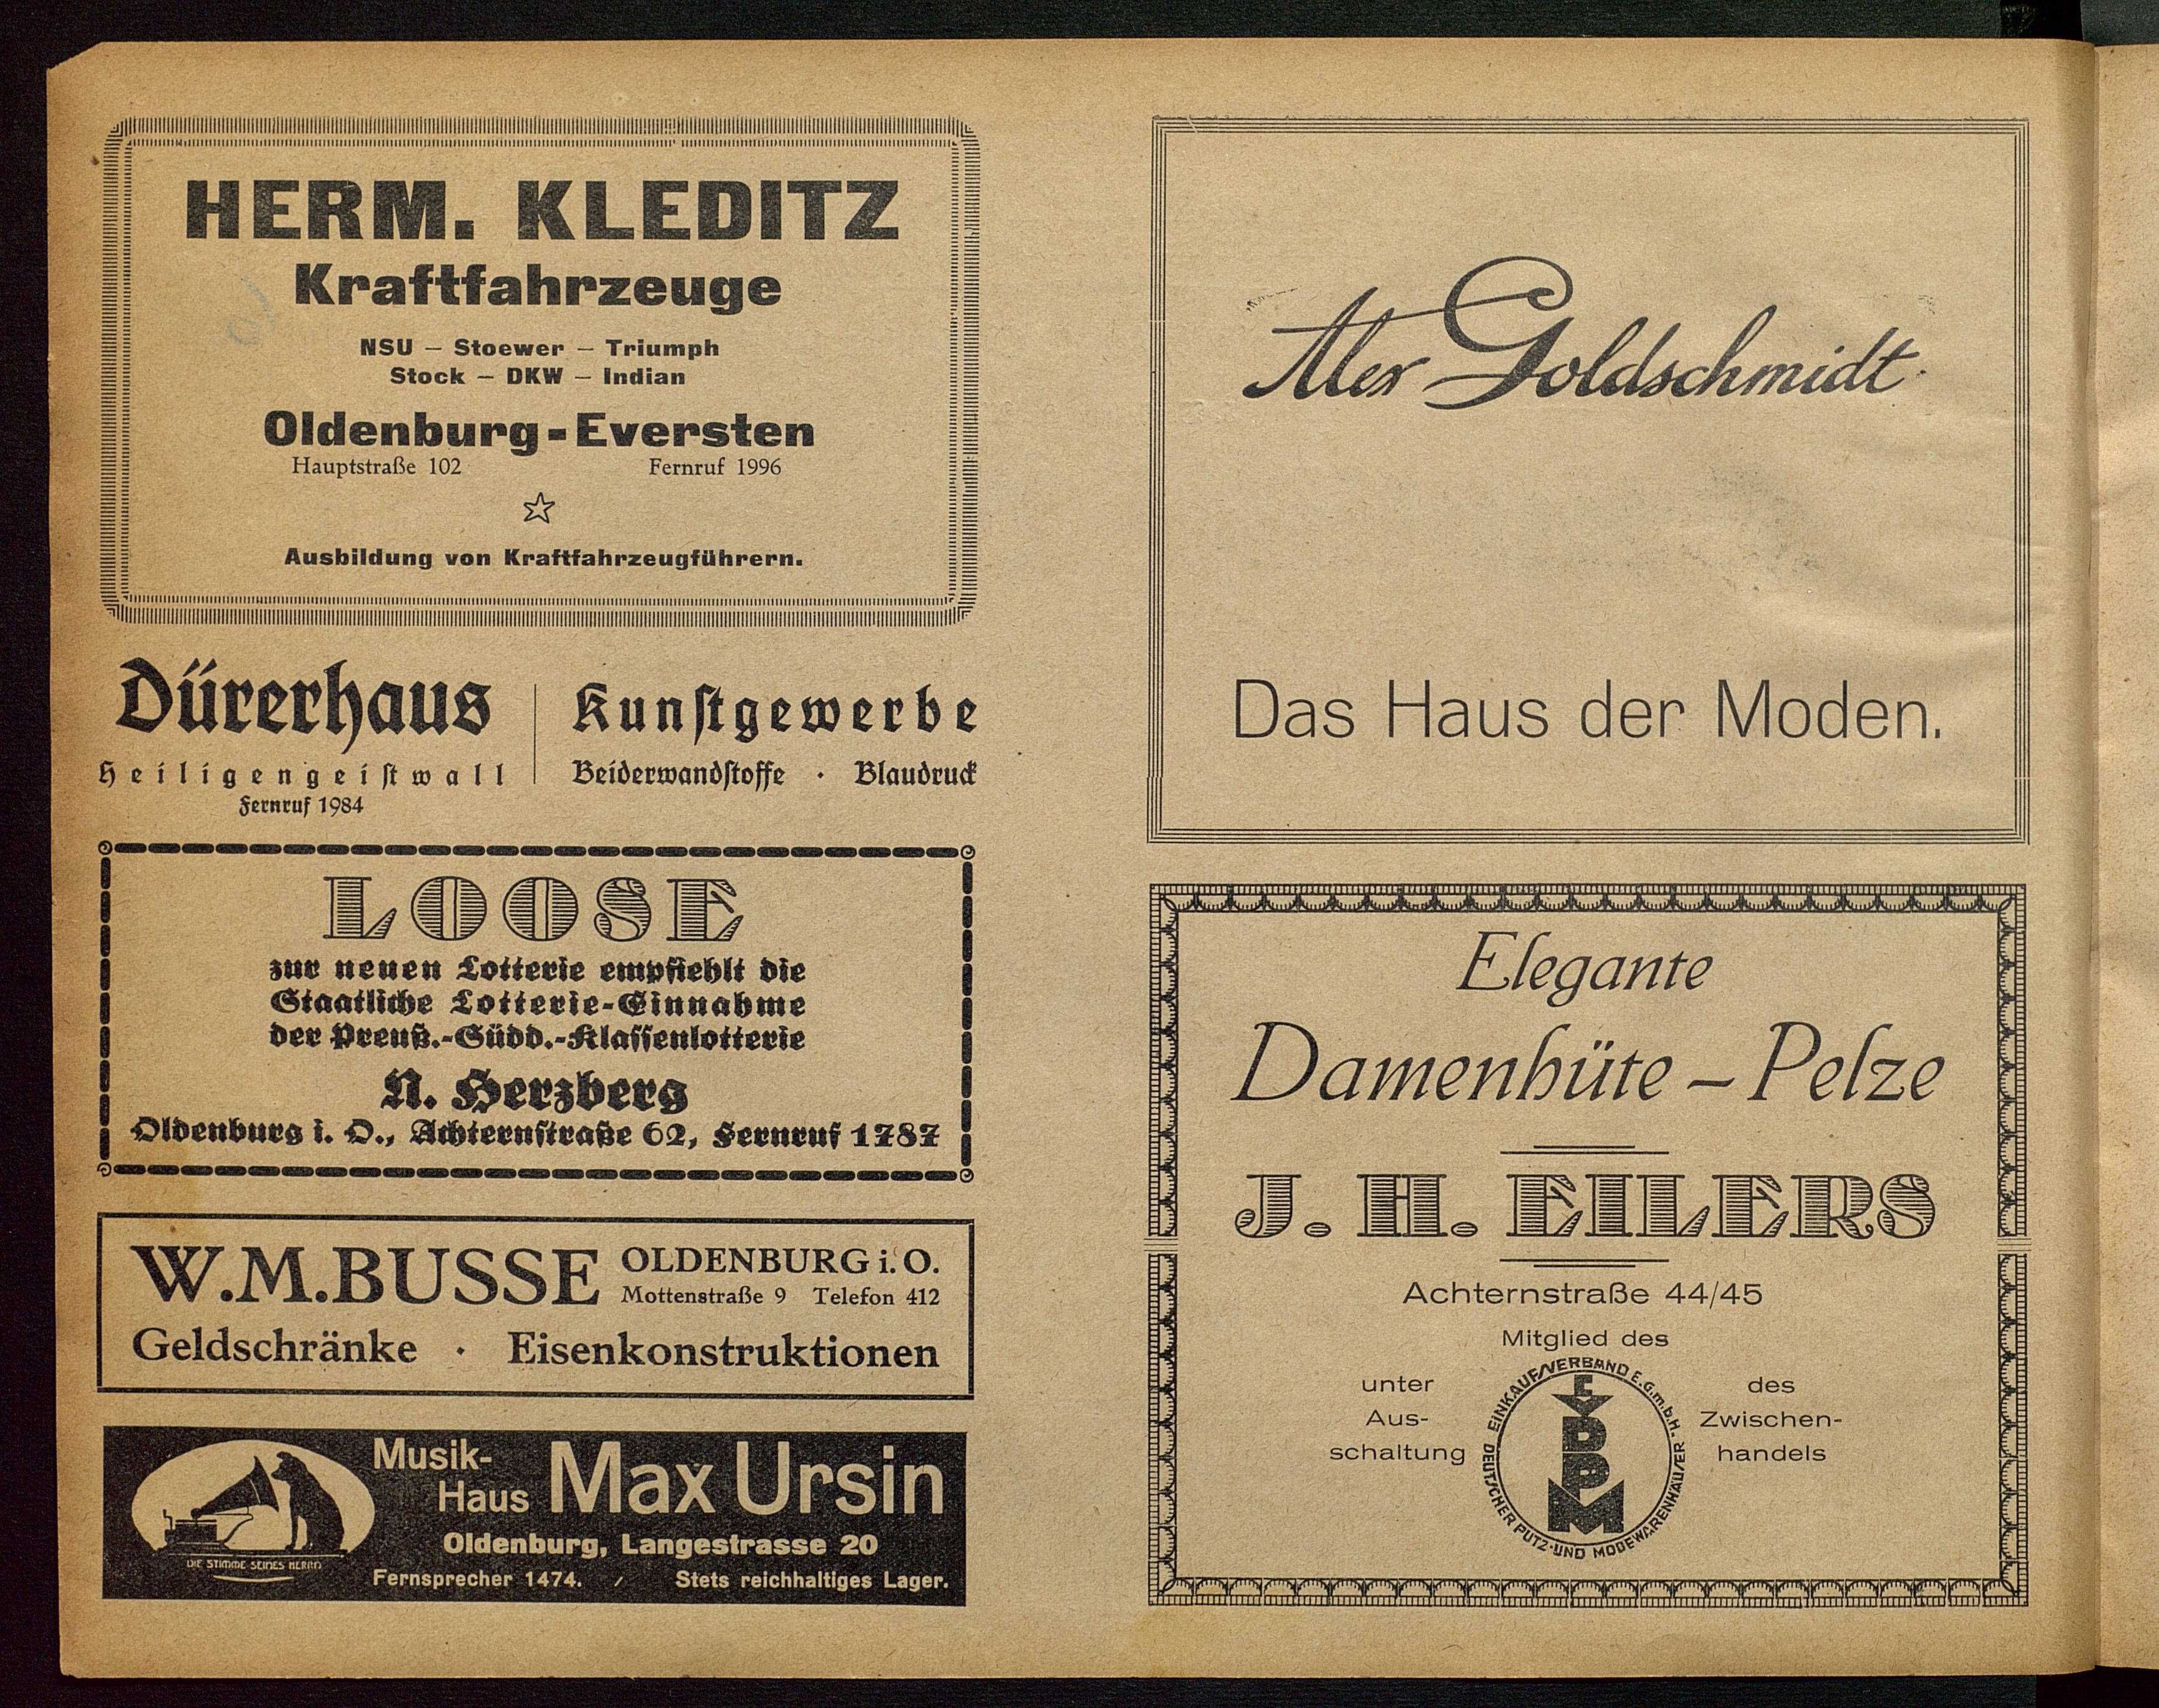 HERM. KLEDITZ
Kraftfahrzeuge
NSU – Stoewer – Triumph
Stock – DKW – Indian
Oldenburg-Eversten
Hauptstraße 102 Fernruf 1996
Ausbildung von Kraftfahrzeugführern.
Dürerhaus
Heiligengeiſtwall
Fernruf 1984
Kunſtgewerbe
Beiderwandſtoffe · Blaudruck
LOOSE
zur neuen Lotterie empfiehlt die
Staatliche Lotterie-Einnahme
der Preuß.-Südd.-Klaſſenlotterie
N. Herzberg
Oldenburg i. O., Achternſtraße 62, Fernruf 1787
W.M.BUSSE OLDENBURG i. O.
Mottenstraße 9 Telefon 412
Geldschränke · Eisenkonstruktionen
Musik-
Haus Max Ursin
Oldenburg, Langestrasse 20
Fernsprecher 1474. / Stets reichhaltiges Lager.
DIE STIMME SEINES HERRN
Alex Goldschmidt
Das Haus der Moden.
Elegante
Damenhüte – Pelze
J. H. EILERS
Achternstraße 44/45
Mitglied des
unter
Aus-
schaltung
EINKAUFSVERBAND E.G.m.b.H.
DEUTSCHER PUTZ-UND MODEWARENHÄUSER
E
V
D
P
M
des
Zwischen-
handels